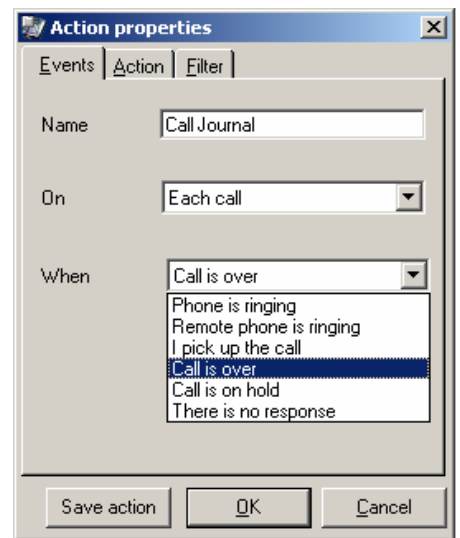 Action properties
Events Action Filter
Name Call Journal
On Each call
When Call is over
Phone is ringing
Remote phone is ringing
I pick up the call
Call is over
Call is on hold
There is no response
Save action OK Cancel